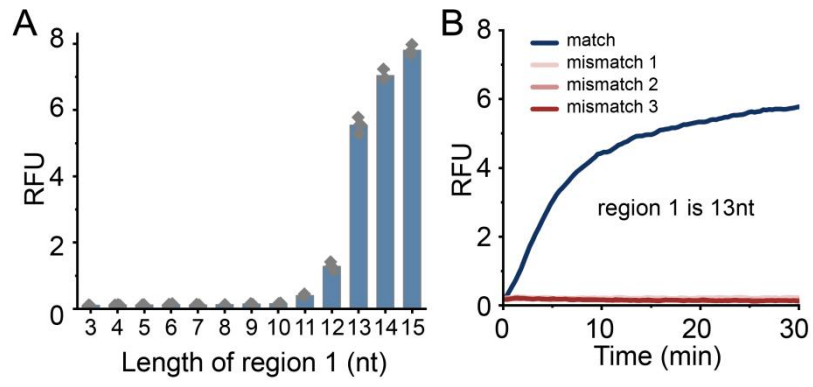 A
RFU
8
6
4
2
0
3 4 5 6 7 8 9 10 11 12 13 14 15
Length of region 1 (nt)
B
RFU
8
6
4
2
0
match
mismatch 1
mismatch 2
mismatch 3
region 1 is 13nt
0 10 20 30
Time (min)